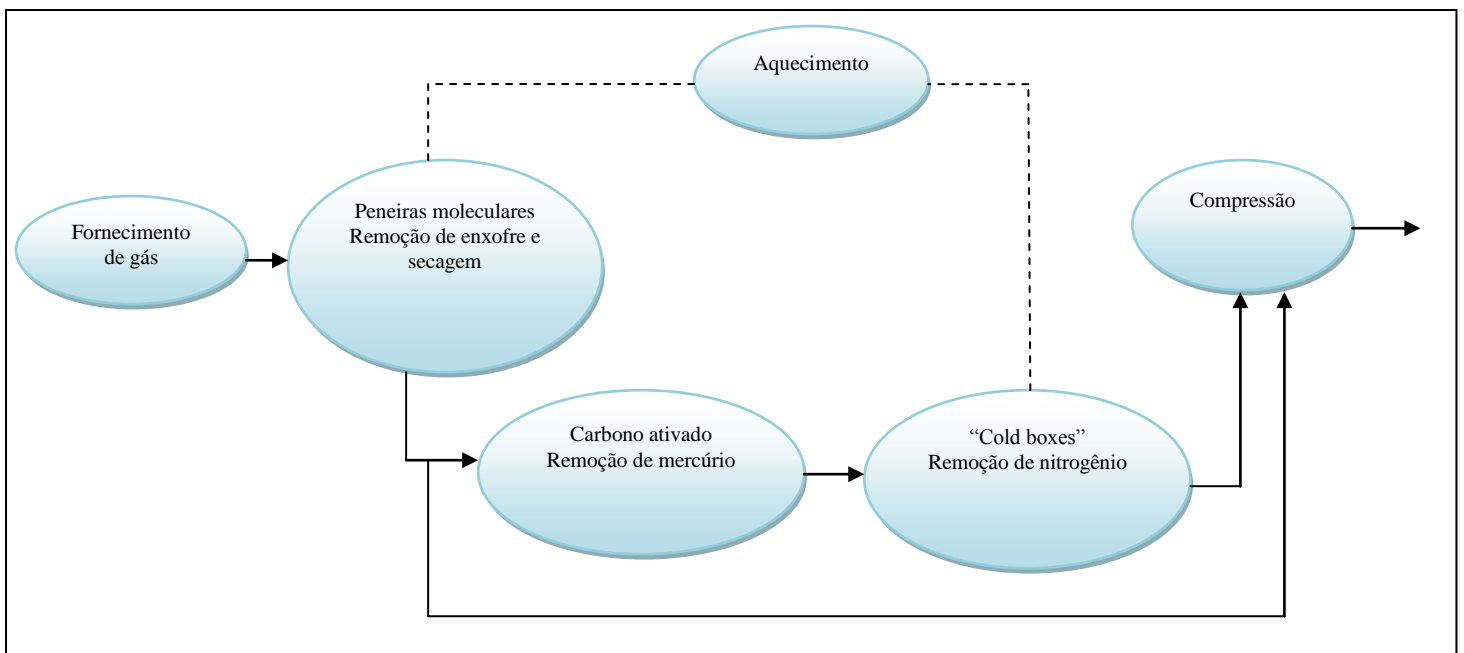 Aquecimento
Fornecimento
de gás
Peneiras moleculares
Remoção de enxofre e
secagem
Compressão
Carbono ativado
Remoção de mercúrio
“Cold boxes”
Remoção de nitrogênio